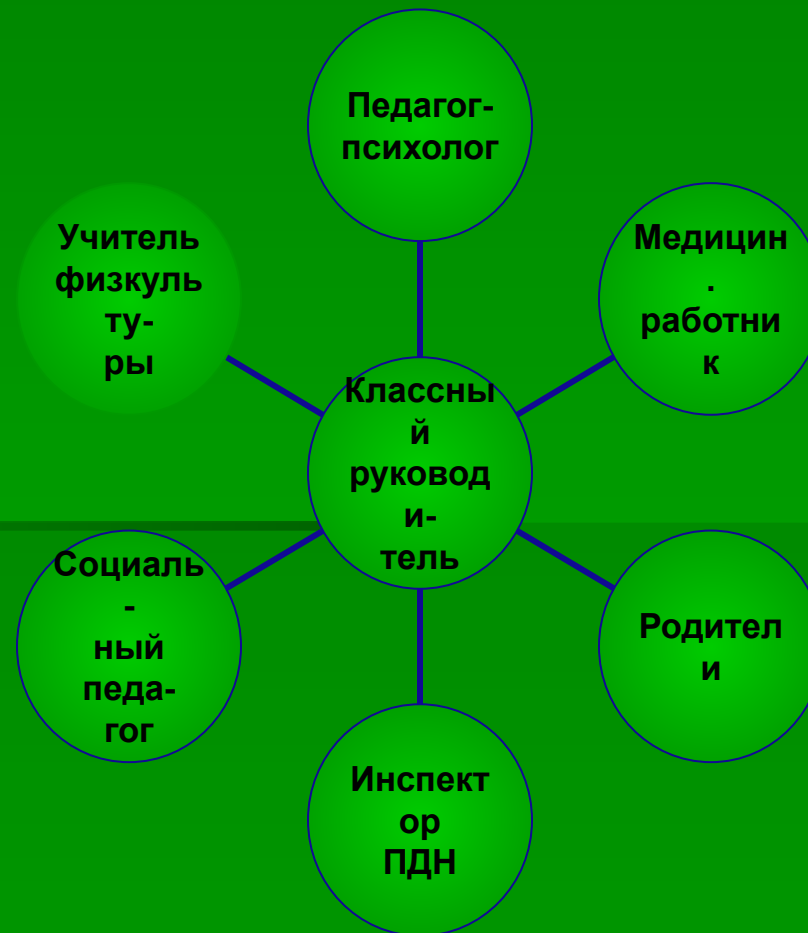 Педагог-
психолог
Учитель
физкуль
ту-
ры
Медицин
.
работни
к
Классны
й
руковод
и-
тель
Социаль
-
ный
педа-
гог
Родител
и
Инспект
ор
ПДН